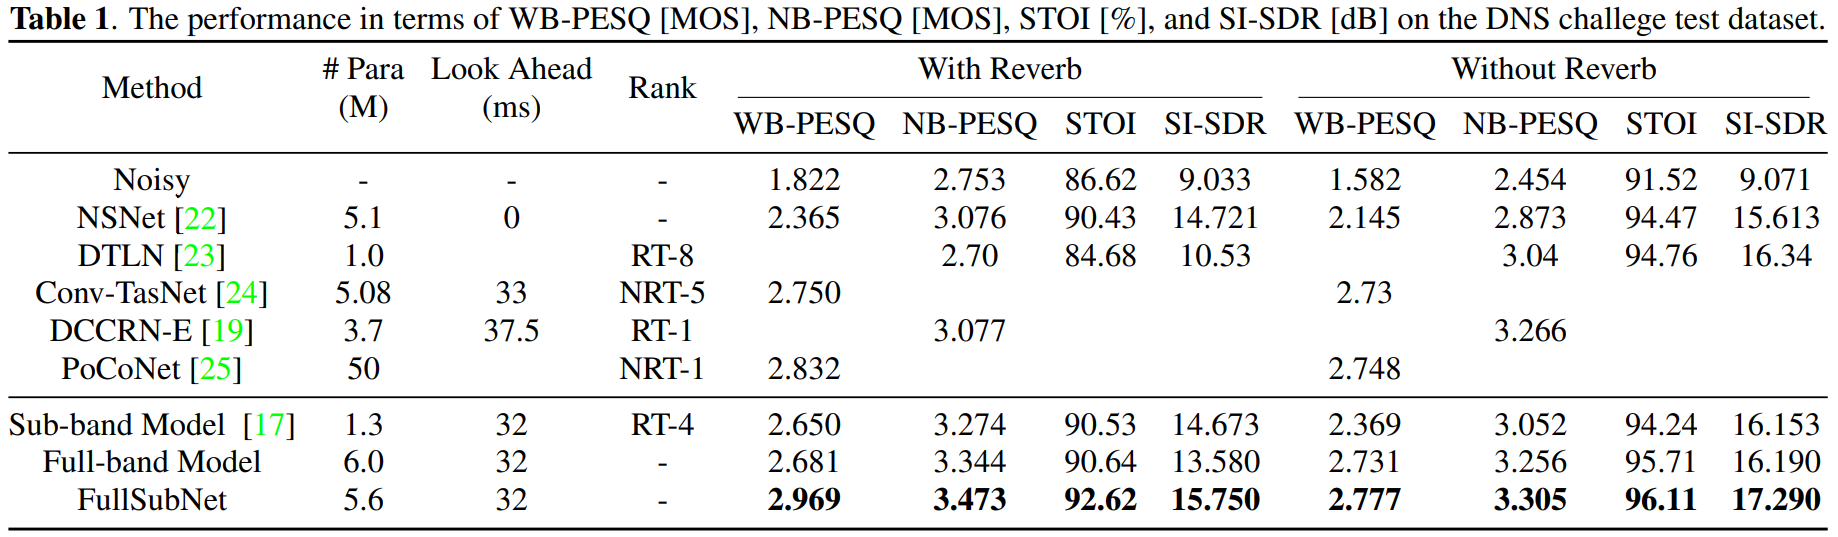 Table 1. The performance in terms of WB-PESQ [MOS], NB-PESQ [MOS], STOI [%], and SI-SDR [dB] on the DNS challege test dataset.
Method # Para (M) Look Ahead (ms) Rank With Reverb Without Reverb
WB-PESQ NB-PESQ STOI SI-SDR WB-PESQ NB-PESQ STOI SI-SDR
Noisy - - - 1.822 2.753 86.62 9.033 1.582 2.454 91.52 9.071
NSNet [22] 5.1 0 - 2.365 3.076 90.43 14.721 2.145 2.873 94.47 15.613
DTLN [23] 1.0 RT-8 2.70 84.68 10.53 3.04 94.76 16.34
Conv-TasNet [24] 5.08 33 NRT-5 2.750 2.73
DCCRN-E [19] 3.7 37.5 RT-1 3.077 3.266
PoCoNet [25] 50 NRT-1 2.832 2.748
Sub-band Model [17] 1.3 32 RT-4 2.650 3.274 90.53 14.673 2.369 3.052 94.24 16.153
Full-band Model 6.0 32 - 2.681 3.344 90.64 13.580 2.731 3.256 95.71 16.190
FullSubNet 5.6 32 - 2.969 3.473 92.62 15.750 2.777 3.305 96.11 17.290